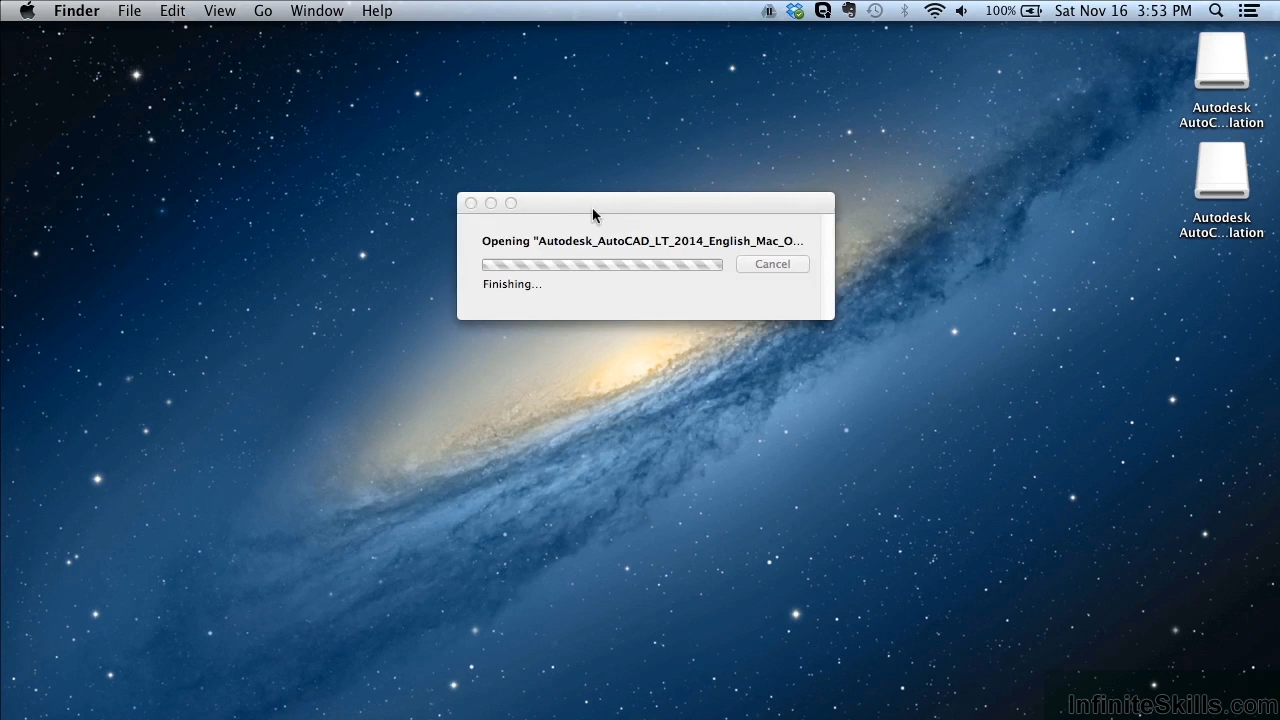 Finder File Edit View Go Window Help 100% Sat Nov 16 3:53 PM
Autodesk
AutoC...lation
Autodesk
AutoC...lation
Opening "Autodesk_AutoCAD_LT_2014_English_Mac_O...
Cancel
Finishing...
InfiniteSkills.com